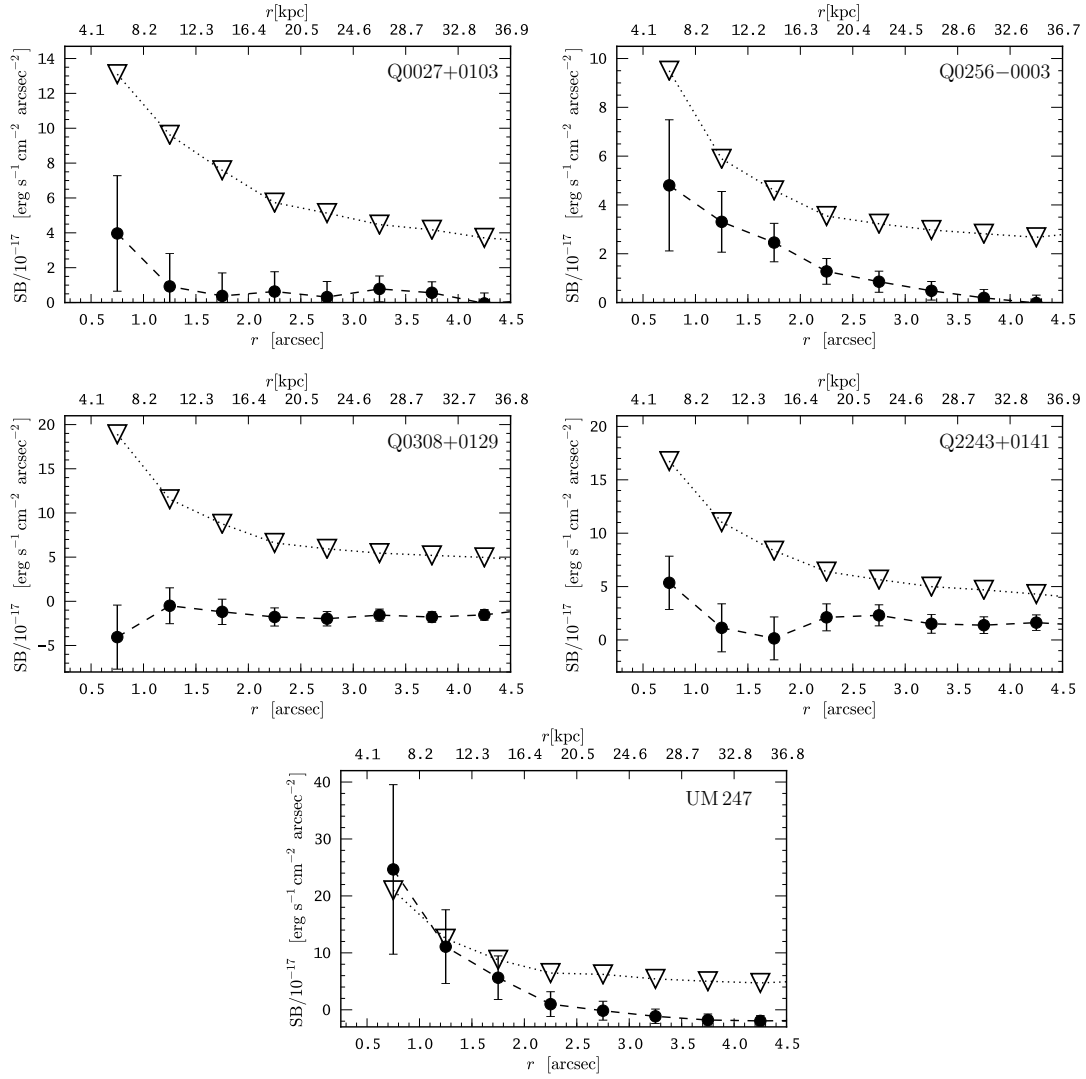 r[kpc]
4.1 8.2 12.3 16.4 20.5 24.6 28.7 32.8 36.9
Q0027+0103
14
12
10
8
6
4
2
0
SB/10⁻¹⁷ [erg s⁻¹ cm⁻² arcsec⁻²]
0.5 1.0 1.5 2.0 2.5 3.0 3.5 4.0 4.5
r [arcsec]
r[kpc]
4.1 8.2 12.2 16.3 20.4 24.5 28.6 32.6 36.7
Q0256−0003
10
8
6
4
2
0
SB/10⁻¹⁷ [erg s⁻¹ cm⁻² arcsec⁻²]
0.5 1.0 1.5 2.0 2.5 3.0 3.5 4.0 4.5
r [arcsec]
r[kpc]
4.1 8.2 12.3 16.4 20.5 24.6 28.7 32.7 36.8
Q0308+0129
20
15
10
5
0
−5
SB/10⁻¹⁷ [erg s⁻¹ cm⁻² arcsec⁻²]
0.5 1.0 1.5 2.0 2.5 3.0 3.5 4.0 4.5
r [arcsec]
r[kpc]
4.1 8.2 12.3 16.4 20.5 24.6 28.7 32.8 36.9
Q2243+0141
20
15
10
5
0
SB/10⁻¹⁷ [erg s⁻¹ cm⁻² arcsec⁻²]
0.5 1.0 1.5 2.0 2.5 3.0 3.5 4.0 4.5
r [arcsec]
r[kpc]
4.1 8.2 12.3 16.4 20.5 24.6 28.7 32.8 36.8
UM 247
40
30
20
10
0
SB/10⁻¹⁷ [erg s⁻¹ cm⁻² arcsec⁻²]
0.5 1.0 1.5 2.0 2.5 3.0 3.5 4.0 4.5
r [arcsec]